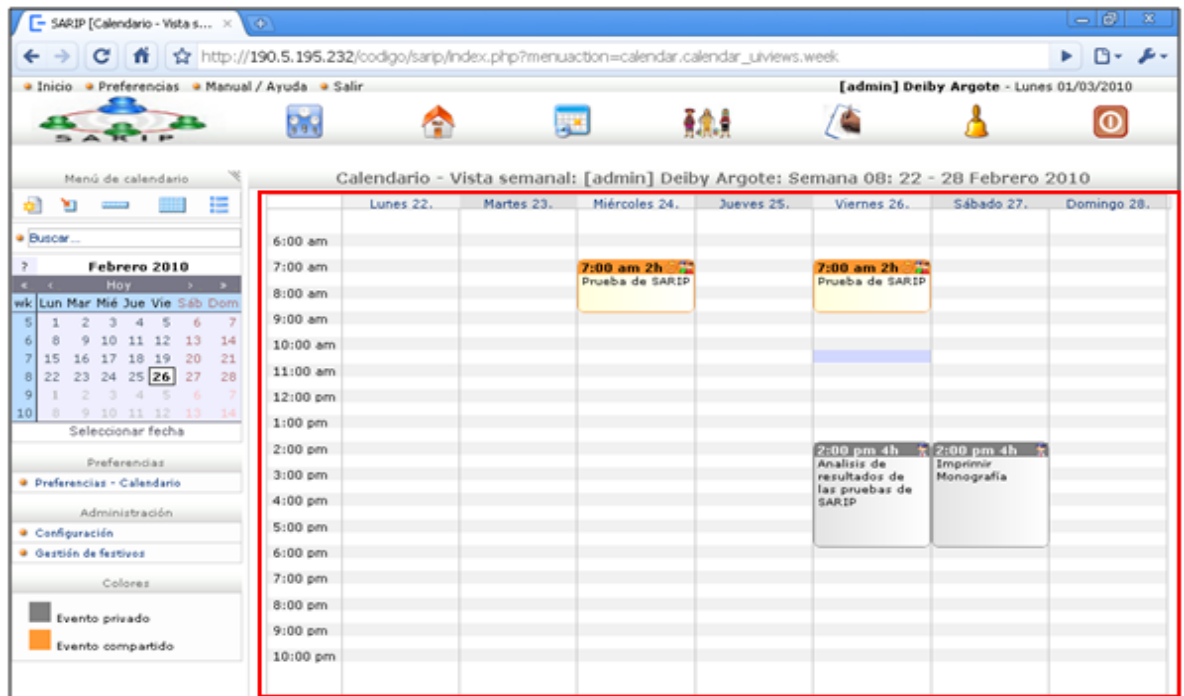 SARIP [Calendario - Vista s...
http://190.5.195.232/codigo/sarip/index.php?menuaction=calendar.calendar_uiviews.week
Inicio Preferencias Manual / Ayuda Salir [admin] Deiby Argote - Lunes 01/03/2010
SARIP
Menú de calendario
Buscar...
? Febrero 2010
« < Hoy > »
wk Lun Mar Mié Jue Vie Sáb Dom
5 1 2 3 4 5 6 7
6 8 9 10 11 12 13 14
7 15 16 17 18 19 20 21
8 22 23 24 25 26 27 28
9 1 2 3 4 5 6 7
10 8 9 10 11 12 13 14
Seleccionar fecha
Preferencias
Preferencias - Calendario
Administración
Configuración
Gestión de festivos
Colores
Evento privado
Evento compartido
Calendario - Vista semanal: [admin] Deiby Argote: Semana 08: 22 - 28 Febrero 2010
Lunes 22. Martes 23. Miércoles 24. Jueves 25. Viernes 26. Sábado 27. Domingo 28.
6:00 am
7:00 am
8:00 am
9:00 am
10:00 am
11:00 am
12:00 pm
1:00 pm
2:00 pm
3:00 pm
4:00 pm
5:00 pm
6:00 pm
7:00 pm
8:00 pm
9:00 pm
10:00 pm
7:00 am 2h
Prueba de SARIP
7:00 am 2h
Prueba de SARIP
2:00 pm 4h
Analisis de
resultados de
las pruebas de
SARIP
2:00 pm 4h
Imprimir
Monografía